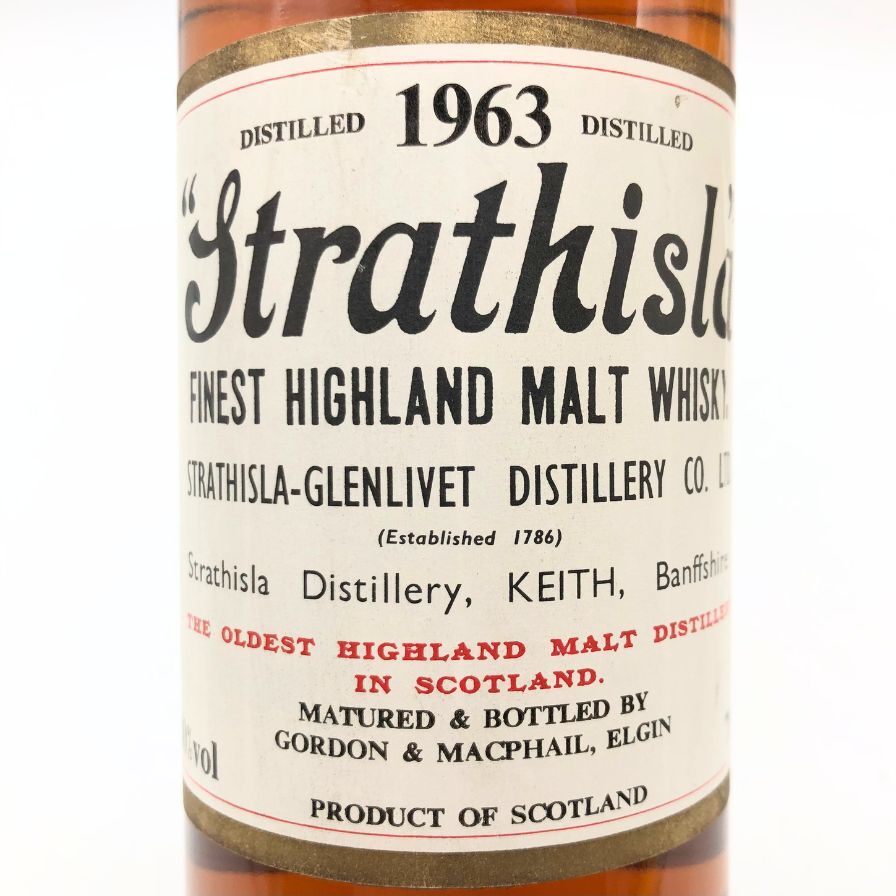 DISTILLED 1963 DISTILLED
"Strathisla"
FINEST HIGHLAND MALT WHISKY.
STRATHISLA-GLENLIVET DISTILLERY CO. LTD
(Established 1786)
Strathisla Distillery, KEITH, Banffshire
THE OLDEST HIGHLAND MALT DISTILLERY
IN SCOTLAND.
MATURED & BOTTLED BY
GORDON & MACPHAIL, ELGIN
%vol
PRODUCT OF SCOTLAND